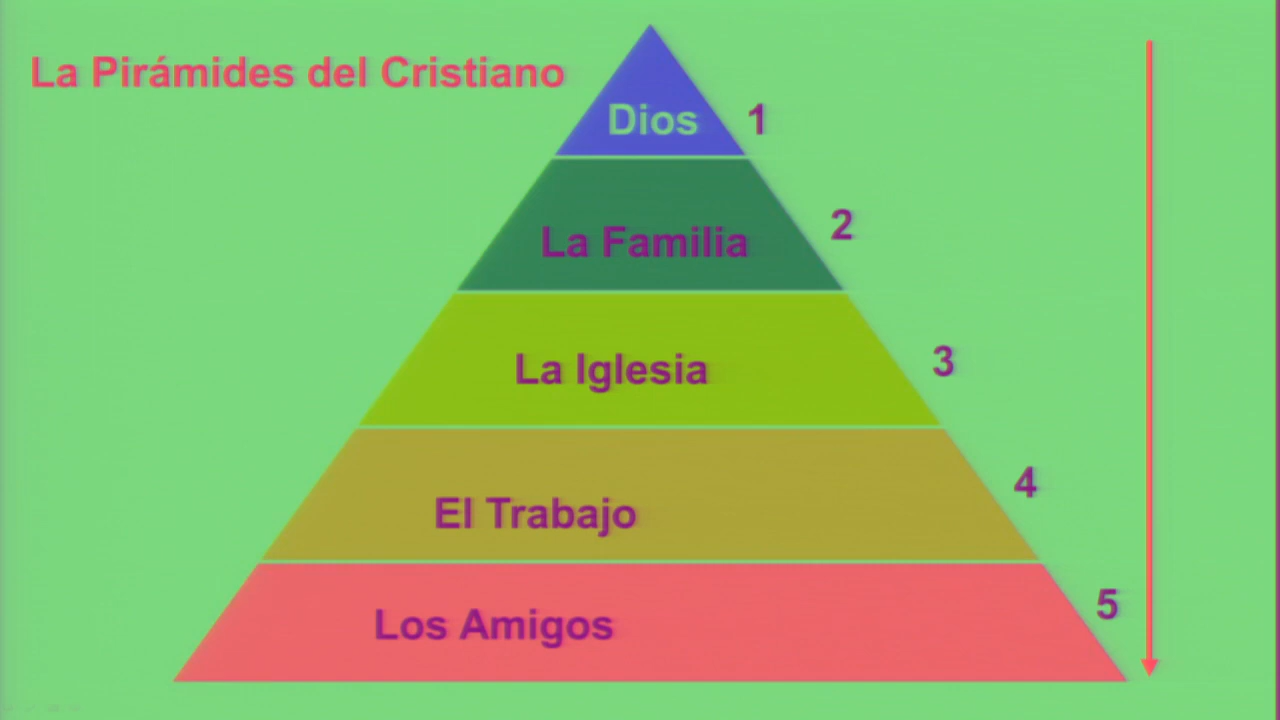 La Pirámides del Cristiano
Dios 1
La Familia 2
La Iglesia 3
El Trabajo 4
Los Amigos 5